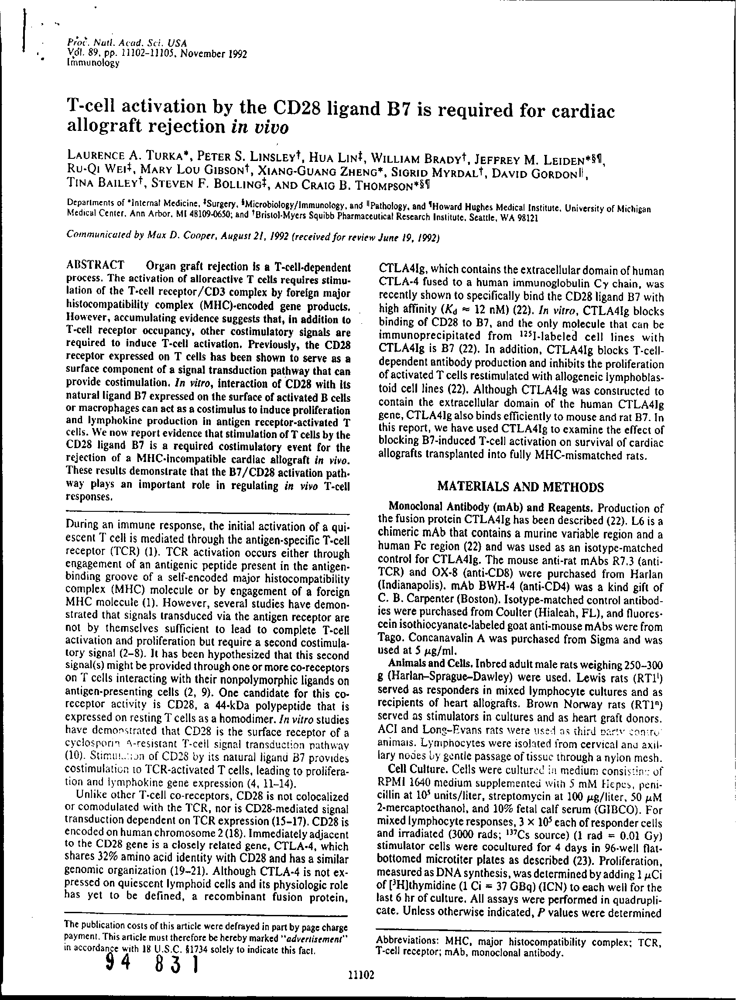 Proc. Natl. Acad. Sci. USA
Vol. 89, pp. 11102-11105, November 1992
Immunology
T-cell activation by the CD28 ligand B7 is required for cardiac
allograft rejection in vivo
LAURENCE A. TURKA*, PETER S. LINSLEY†, HUA LIN‡, WILLIAM BRADY†, JEFFREY M. LEIDEN*§¶,
RU-QI WEI‡, MARY LOU GIBSON†, XIANG-GUANG ZHENG*, SIGRID MYRDAL†, DAVID GORDON‖,
TINA BAILEY†, STEVEN F. BOLLING‡, AND CRAIG B. THOMPSON*§¶
Departments of *Internal Medicine, ‡Surgery, §Microbiology/Immunology, and ‖Pathology, and ¶Howard Hughes Medical Institute, University of Michigan
Medical Center, Ann Arbor, MI 48109-0650; and †Bristol-Myers Squibb Pharmaceutical Research Institute, Seattle, WA 98121
Communicated by Max D. Cooper, August 21, 1992 (received for review June 19, 1992)
ABSTRACT Organ graft rejection is a T-cell-dependent
process. The activation of alloreactive T cells requires stimu-
lation of the T-cell receptor/CD3 complex by foreign major
histocompatibility complex (MHC)-encoded gene products.
However, accumulating evidence suggests that, in addition to
T-cell receptor occupancy, other costimulatory signals are
required to induce T-cell activation. Previously, the CD28
receptor expressed on T cells has been shown to serve as a
surface component of a signal transduction pathway that can
provide costimulation. In vitro, interaction of CD28 with its
natural ligand B7 expressed on the surface of activated B cells
or macrophages can act as a costimulus to induce proliferation
and lymphokine production in antigen receptor-activated T
cells. We now report evidence that stimulation of T cells by the
CD28 ligand B7 is a required costimulatory event for the
rejection of a MHC-incompatible cardiac allograft in vivo.
These results demonstrate that the B7/CD28 activation path-
way plays an important role in regulating in vivo T-cell
responses.
During an immune response, the initial activation of a qui-
escent T cell is mediated through the antigen-specific T-cell
receptor (TCR) (1). TCR activation occurs either through
engagement of an antigenic peptide present in the antigen-
binding groove of a self-encoded major histocompatibility
complex (MHC) molecule or by engagement of a foreign
MHC molecule (1). However, several studies have demon-
strated that signals transduced via the antigen receptor are
not by themselves sufficient to lead to complete T-cell
activation and proliferation but require a second costimula-
tory signal (2–8). It has been hypothesized that this second
signal(s) might be provided through one or more co-receptors
on T cells interacting with their nonpolymorphic ligands on
antigen-presenting cells (2, 9). One candidate for this co-
receptor activity is CD28, a 44-kDa polypeptide that is
expressed on resting T cells as a homodimer. In vitro studies
have demonstrated that CD28 is the surface receptor of a
cyclosporin A-resistant T-cell signal transduction pathway
(10). Stimulation of CD28 by its natural ligand B7 provides
costimulation to TCR-activated T cells, leading to prolifera-
tion and lymphokine gene expression (4, 11–14).
Unlike other T-cell co-receptors, CD28 is not colocalized
or comodulated with the TCR, nor is CD28-mediated signal
transduction dependent on TCR expression (15–17). CD28 is
encoded on human chromosome 2 (18). Immediately adjacent
to the CD28 gene is a closely related gene, CTLA-4, which
shares 32% amino acid identity with CD28 and has a similar
genomic organization (19–21). Although CTLA-4 is not ex-
pressed on quiescent lymphoid cells and its physiologic role
has yet to be defined, a recombinant fusion protein,
The publication costs of this article were defrayed in part by page charge
payment. This article must therefore be hereby marked "advertisement"
in accordance with 18 U.S.C. §1734 solely to indicate this fact.
94 831
CTLA4Ig, which contains the extracellular domain of human
CTLA-4 fused to a human immunoglobulin Cγ chain, was
recently shown to specifically bind the CD28 ligand B7 with
high affinity (Kd ≈ 12 nM) (22). In vitro, CTLA4Ig blocks
binding of CD28 to B7, and the only molecule that can be
immunoprecipitated from ¹²⁵I-labeled cell lines with
CTLA4Ig is B7 (22). In addition, CTLA4Ig blocks T-cell-
dependent antibody production and inhibits the proliferation
of activated T cells restimulated with allogeneic lymphoblas-
toid cell lines (22). Although CTLA4Ig was constructed to
contain the extracellular domain of the human CTLA4Ig
gene, CTLA4Ig also binds efficiently to mouse and rat B7. In
this report, we have used CTLA4Ig to examine the effect of
blocking B7-induced T-cell activation on survival of cardiac
allografts transplanted into fully MHC-mismatched rats.
MATERIALS AND METHODS
Monoclonal Antibody (mAb) and Reagents. Production of
the fusion protein CTLA4Ig has been described (22). L6 is a
chimeric mAb that contains a murine variable region and a
human Fc region (22) and was used as an isotype-matched
control for CTLA4Ig. The mouse anti-rat mAbs R7.3 (anti-
TCR) and OX-8 (anti-CD8) were purchased from Harlan
(Indianapolis). mAb BWH-4 (anti-CD4) was a kind gift of
C. B. Carpenter (Boston). Isotype-matched control antibod-
ies were purchased from Coulter (Hialeah, FL), and fluores-
cein isothiocyanate-labeled goat anti-mouse mAbs were from
Tago. Concanavalin A was purchased from Sigma and was
used at 5 μg/ml.
Animals and Cells. Inbred adult male rats weighing 250–300
g (Harlan–Sprague–Dawley) were used. Lewis rats (RT1ˡ)
served as responders in mixed lymphocyte cultures and as
recipients of heart allografts. Brown Norway rats (RT1ⁿ)
served as stimulators in cultures and as heart graft donors.
ACI and Long–Evans rats were used as third party control
animals. Lymphocytes were isolated from cervical and axil-
lary nodes by gentle passage of tissue through a nylon mesh.
Cell Culture. Cells were cultured in medium consisting of
RPMI 1640 medium supplemented with 5 mM Hepes, peni-
cillin at 10⁵ units/liter, streptomycin at 100 μg/liter, 50 μM
2-mercaptoethanol, and 10% fetal calf serum (GIBCO). For
mixed lymphocyte responses, 3 × 10⁵ each of responder cells
and irradiated (3000 rads; ¹³⁷Cs source) (1 rad = 0.01 Gy)
stimulator cells were cocultured for 4 days in 96-well flat-
bottomed microtiter plates as described (23). Proliferation,
measured as DNA synthesis, was determined by adding 1 μCi
of [³H]thymidine (1 Ci = 37 GBq) (ICN) to each well for the
last 6 hr of culture. All assays were performed in quadrupli-
cate. Unless otherwise indicated, P values were determined
Abbreviations: MHC, major histocompatibility complex; TCR,
T-cell receptor; mAb, monoclonal antibody.
11102